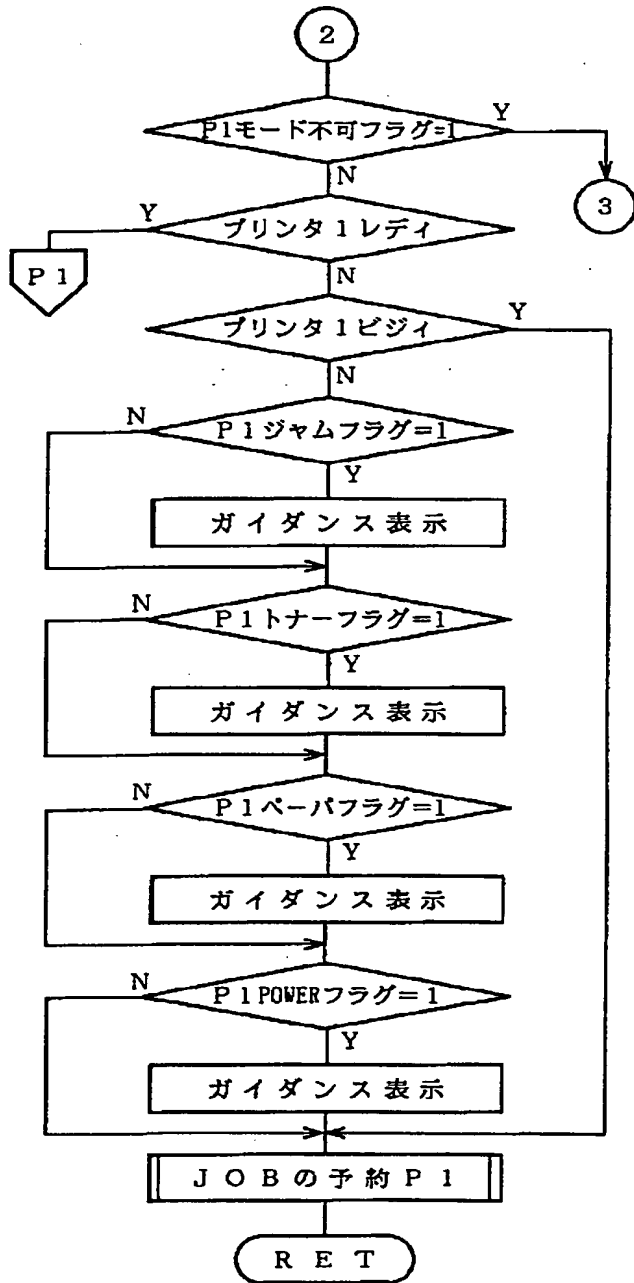 2
P1モード不可フラグ=1
Y
N
3
Y
プリンタ1レディ
P1
N
プリンタ1ビジィ
Y
N
N
P1ジャムフラグ=1
Y
ガイダンス表示
N
P1トナーフラグ=1
Y
ガイダンス表示
N
P1ペーパフラグ=1
Y
ガイダンス表示
N
P1POWERフラグ=1
Y
ガイダンス表示
JOBの予約P1
RET